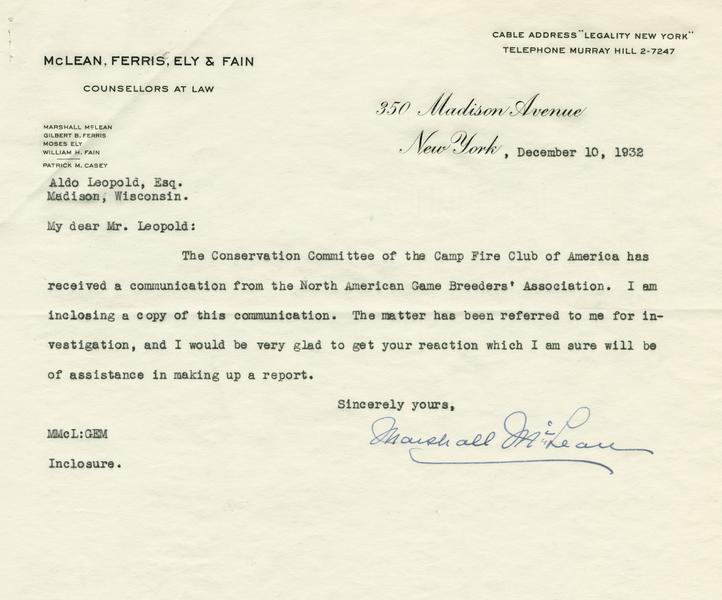 CABLE ADDRESS "LEGALITY NEW YORK"
TELEPHONE MURRAY HILL 2-7247
McLEAN, FERRIS, ELY & FAIN
COUNSELLORS AT LAW
350 Madison Avenue
New York, December 10, 1932
MARSHALL McLEAN
GILBERT B. FERRIS
MOSES ELY
WILLIAM H. FAIN
PATRICK M. CASEY
Aldo Leopold, Esq.
Madison, Wisconsin.
My dear Mr. Leopold:
The Conservation Committee of the Camp Fire Club of America has
received a communication from the North American Game Breeders' Association. I am
inclosing a copy of this communication. The matter has been referred to me for in-
vestigation, and I would be very glad to get your reaction which I am sure will be
of assistance in making up a report.
Sincerely yours,
Marshall McLean
MMcL:GEM
Inclosure.